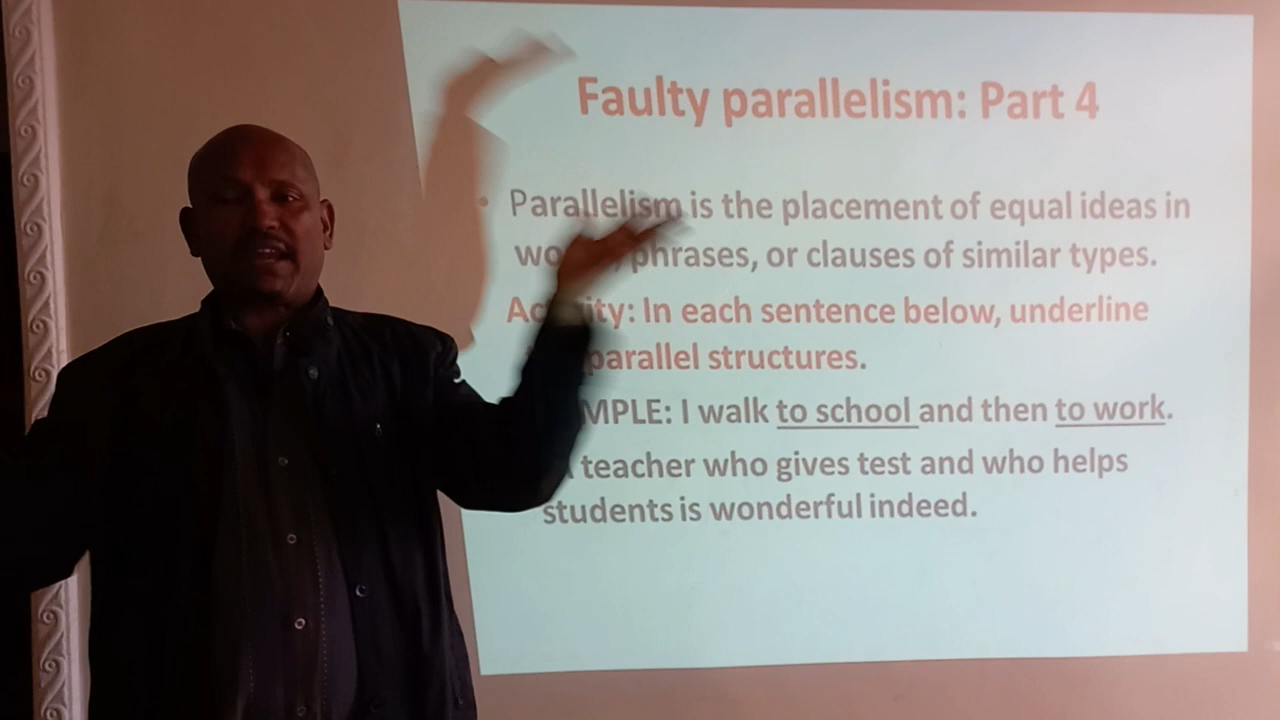 Faulty parallelism: Part 4
• Parallelism is the placement of equal ideas in
phrases, or clauses of similar types.
In each sentence below, underline
parallel structures.
I walk to school and then to work.
teacher who gives test and who helps
students is wonderful indeed.